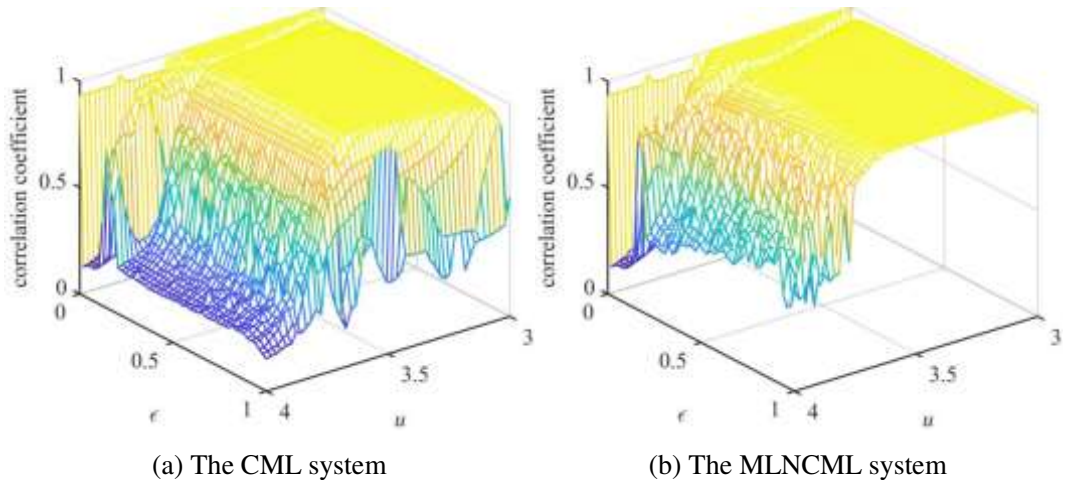 correlation coefficient
1
0.5
0
0
0.5
1
ϵ
4
3.5
3
u
(a) The CML system
correlation coefficient
1
0.5
0
0
0.5
1
ϵ
4
3.5
3
u
(b) The MLNCML system